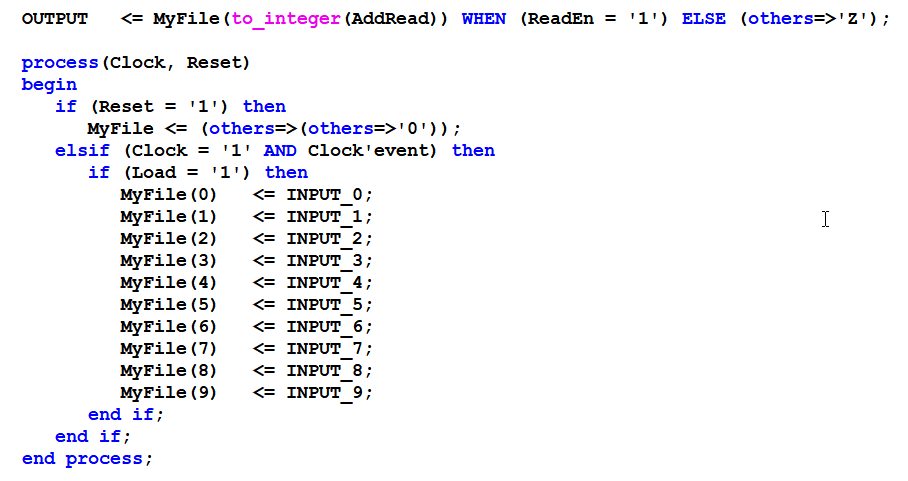 OUTPUT   <= MyFile(to_integer(AddRead)) WHEN (ReadEn = '1') ELSE (others=>'Z');
process(Clock, Reset)
begin
   if (Reset = '1') then
      MyFile <= (others=>(others=>'0'));
   elsif (Clock = '1' AND Clock'event) then
      if (Load = '1') then
         MyFile(0)   <= INPUT_0;
         MyFile(1)   <= INPUT_1;
         MyFile(2)   <= INPUT_2;
         MyFile(3)   <= INPUT_3;
         MyFile(4)   <= INPUT_4;
         MyFile(5)   <= INPUT_5;
         MyFile(6)   <= INPUT_6;
         MyFile(7)   <= INPUT_7;
         MyFile(8)   <= INPUT_8;
         MyFile(9)   <= INPUT_9;
      end if;
   end if;
end process;